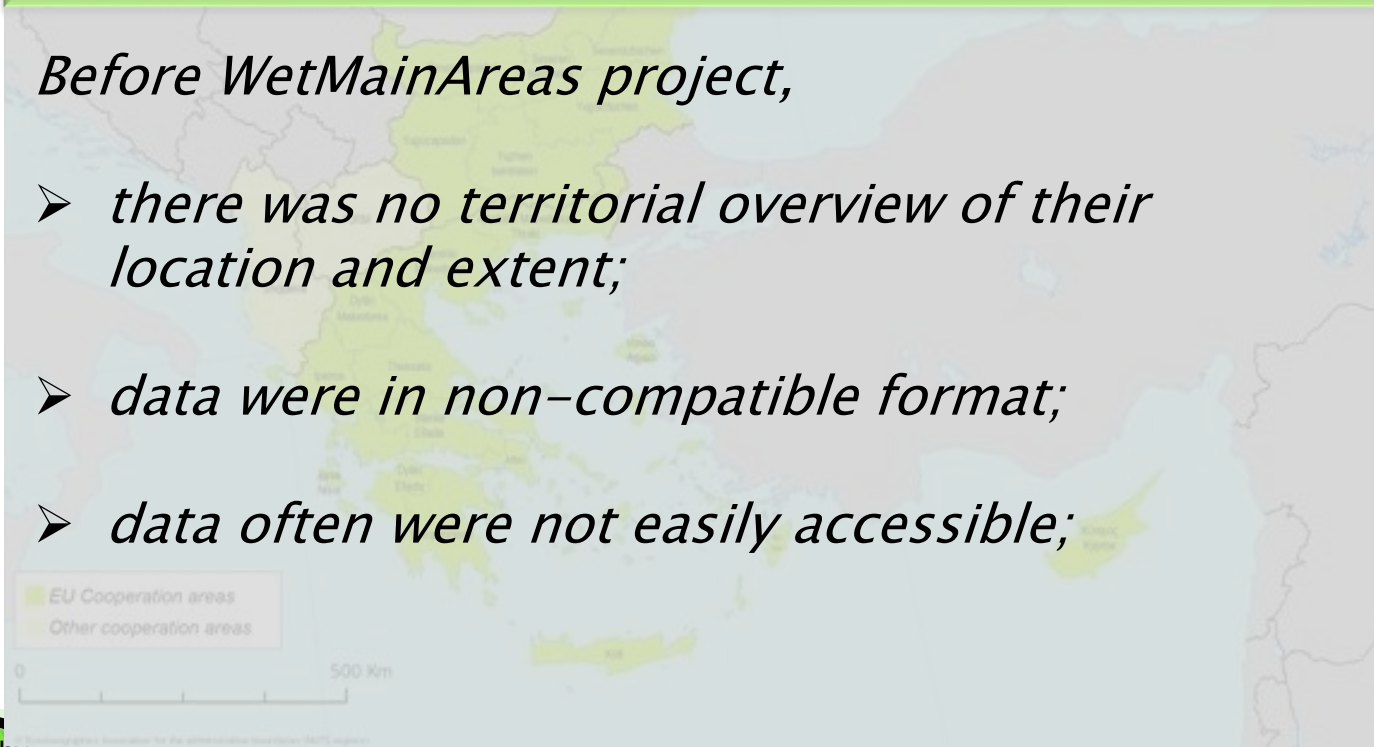 Before WetMainAreas project,
➢ there was no territorial overview of their
location and extent;
➢ data were in non-compatible format;
➢ data often were not easily accessible;
EU Cooperation areas
Other cooperation areas
0 500 Km